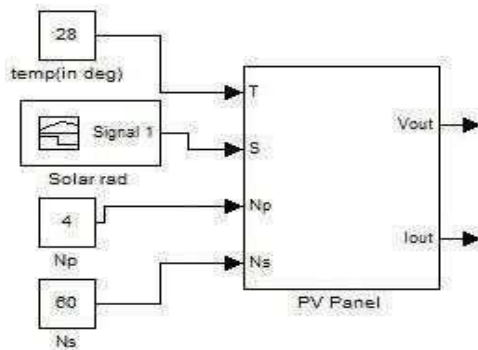 28
temp(in deg)
Signal 1
Solar rad
4
Np
60
Ns
T
S
Np
Ns
Vout
Iout
PV Panel